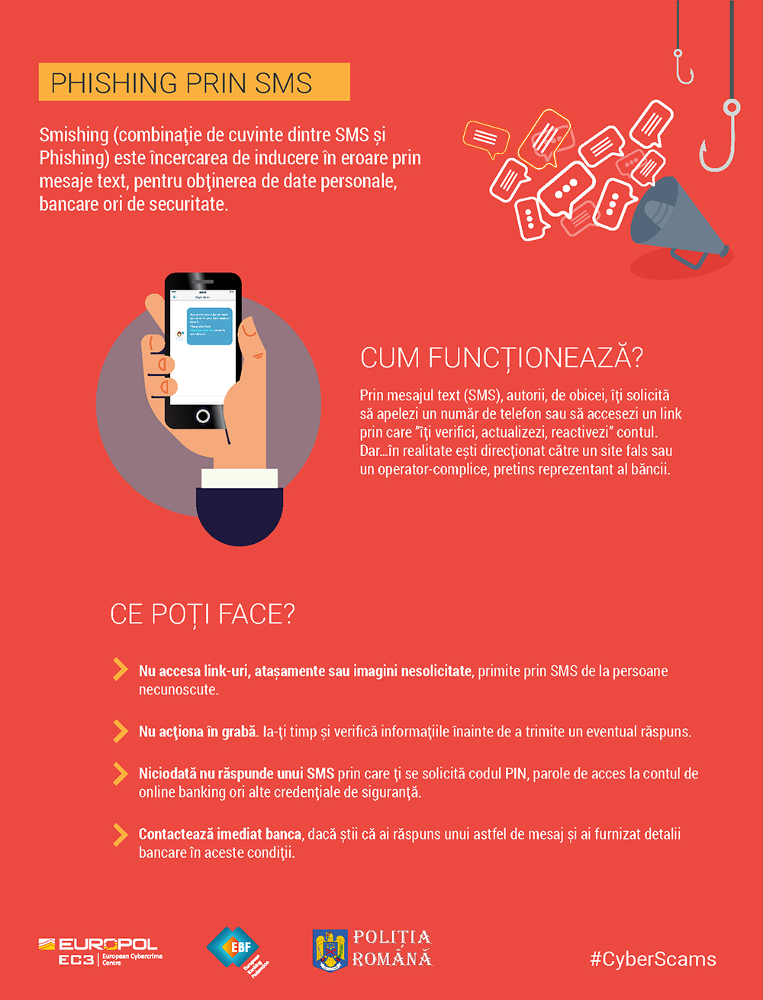 PHISHING PRIN SMS
Smishing (combinaţie de cuvinte dintre SMS și
Phishing) este încercarea de inducere în eroare prin
mesaje text, pentru obţinerea de date personale,
bancare ori de securitate.
CUM FUNCȚIONEAZĂ?
Prin mesajul text (SMS), autorii, de obicei, îţi solicită
să apelezi un număr de telefon sau să accesezi un link
prin care ”îţi verifici, actualizezi, reactivezi” contul.
Dar...în realitate ești direcţionat către un site fals sau
un operator-complice, pretins reprezentant al băncii.
CE POȚI FACE?
Nu accesa link-uri, atașamente sau imagini nesolicitate, primite prin SMS de la persoane
necunoscute.
Nu acţiona în grabă. Ia-ţi timp și verifică informaţiile înainte de a trimite un eventual răspuns.
Niciodată nu răspunde unui SMS prin care ţi se solicită codul PIN, parole de acces la contul de
online banking ori alte credenţiale de siguranţă.
Contactează imediat banca, dacă știi că ai răspuns unui astfel de mesaj și ai furnizat detalii
bancare în aceste condiţii.
EUROPOL
EC3 European Cybercrime
Centre
EBF
European
Banking
Federation
POLIȚIA
ROMÂNĂ
#CyberScams